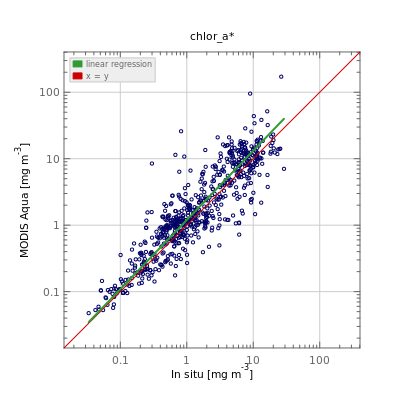 chlor_a*
linear regression
x = y
MODIS Aqua [mg m-3]
100
10
1
0.1
0.1
1
10
100
In situ [mg m-3]